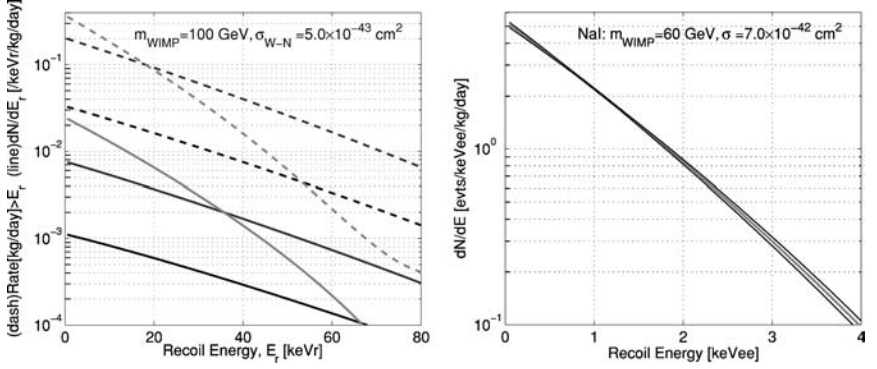 (dash)Rate[kg/day]>E_r (line)dN/dE_r [/keVr/kg/day]
m_WIMP=100 GeV, σ_W-N=5.0×10^-43 cm^2
10^-1
10^-2
10^-3
10^-4
0 20 40 60 80
Recoil Energy, E_r [keVr]
dN/dE [evts/keVee/kg/day]
NaI: m_WIMP=60 GeV, σ =7.0×10^-42 cm^2
10^0
10^-1
0 1 2 3 4
Recoil Energy [keVee]